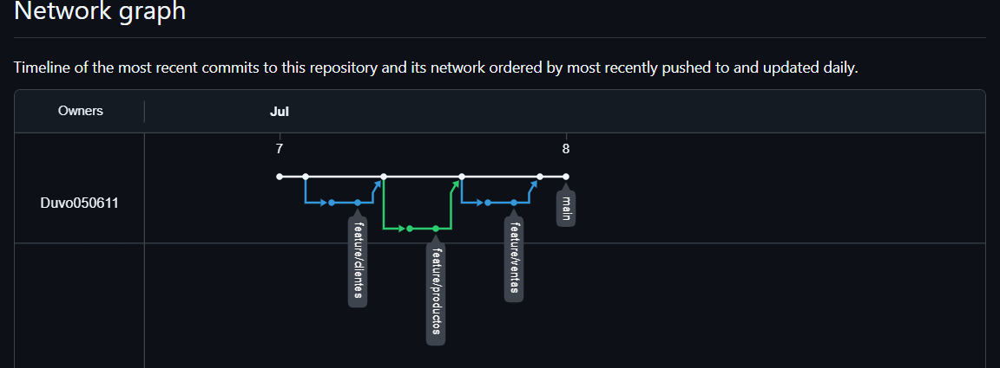 Network graph
Timeline of the most recent commits to this repository and its network ordered by most recently pushed to and updated daily.
Owners
Jul
7
8
Duvo050611
main
feature/clientes
feature/ventas
feature/productos